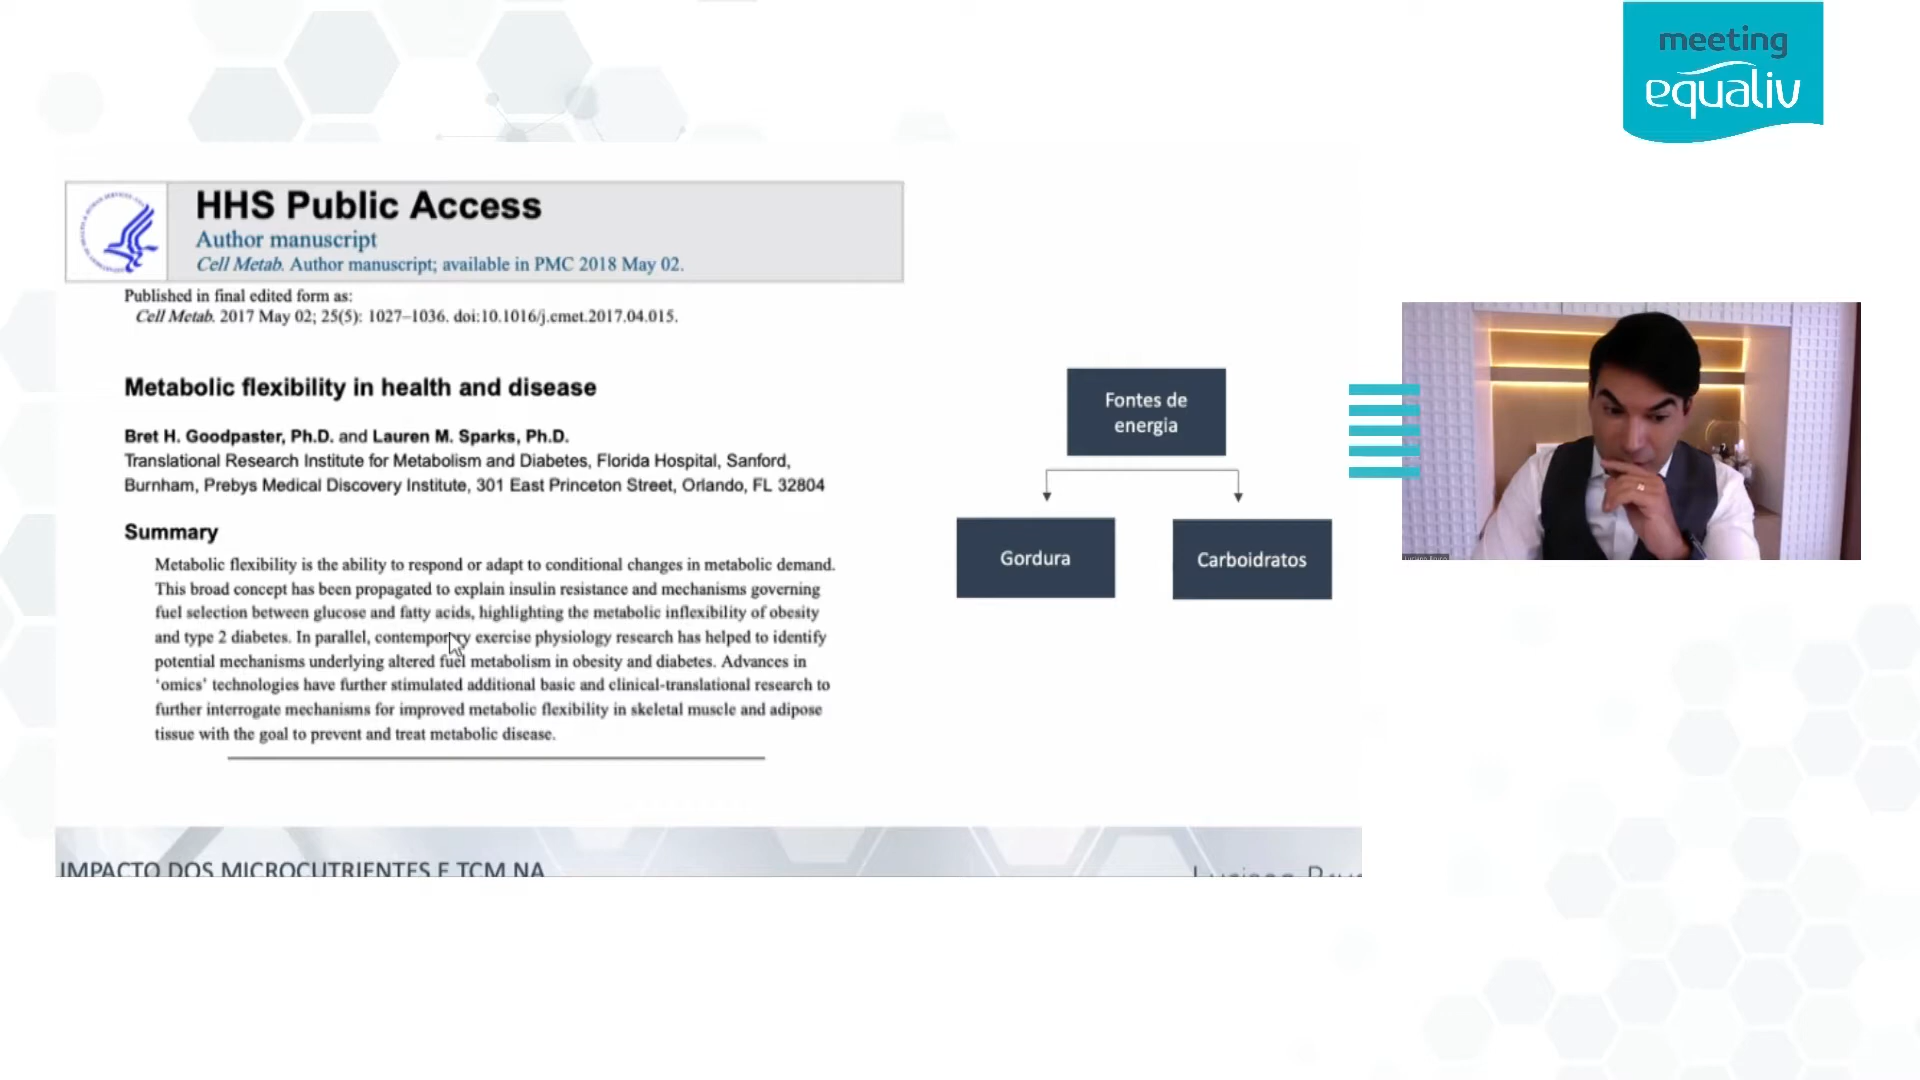 meeting
equaliv
HHS Public Access
Author manuscript
Cell Metab. Author manuscript; available in PMC 2018 May 02.
Published in final edited form as:
Cell Metab. 2017 May 02; 25(5): 1027–1036. doi:10.1016/j.cmet.2017.04.015.
Metabolic flexibility in health and disease
Bret H. Goodpaster, Ph.D. and Lauren M. Sparks, Ph.D.
Translational Research Institute for Metabolism and Diabetes, Florida Hospital, Sanford,
Burnham, Prebys Medical Discovery Institute, 301 East Princeton Street, Orlando, FL 32804
Summary
Metabolic flexibility is the ability to respond or adapt to conditional changes in metabolic demand.
This broad concept has been propagated to explain insulin resistance and mechanisms governing
fuel selection between glucose and fatty acids, highlighting the metabolic inflexibility of obesity
and type 2 diabetes. In parallel, contemporry exercise physiology research has helped to identify
potential mechanisms underlying altered fuel metabolism in obesity and diabetes. Advances in
‘omics’ technologies have further stimulated additional basic and clinical-translational research to
further interrogate mechanisms for improved metabolic flexibility in skeletal muscle and adipose
tissue with the goal to prevent and treat metabolic disease.
Fontes de
energia
Gordura
Carboidratos
IMPACTO DOS MICROCUTRIENTES E TCM NA
Luciano